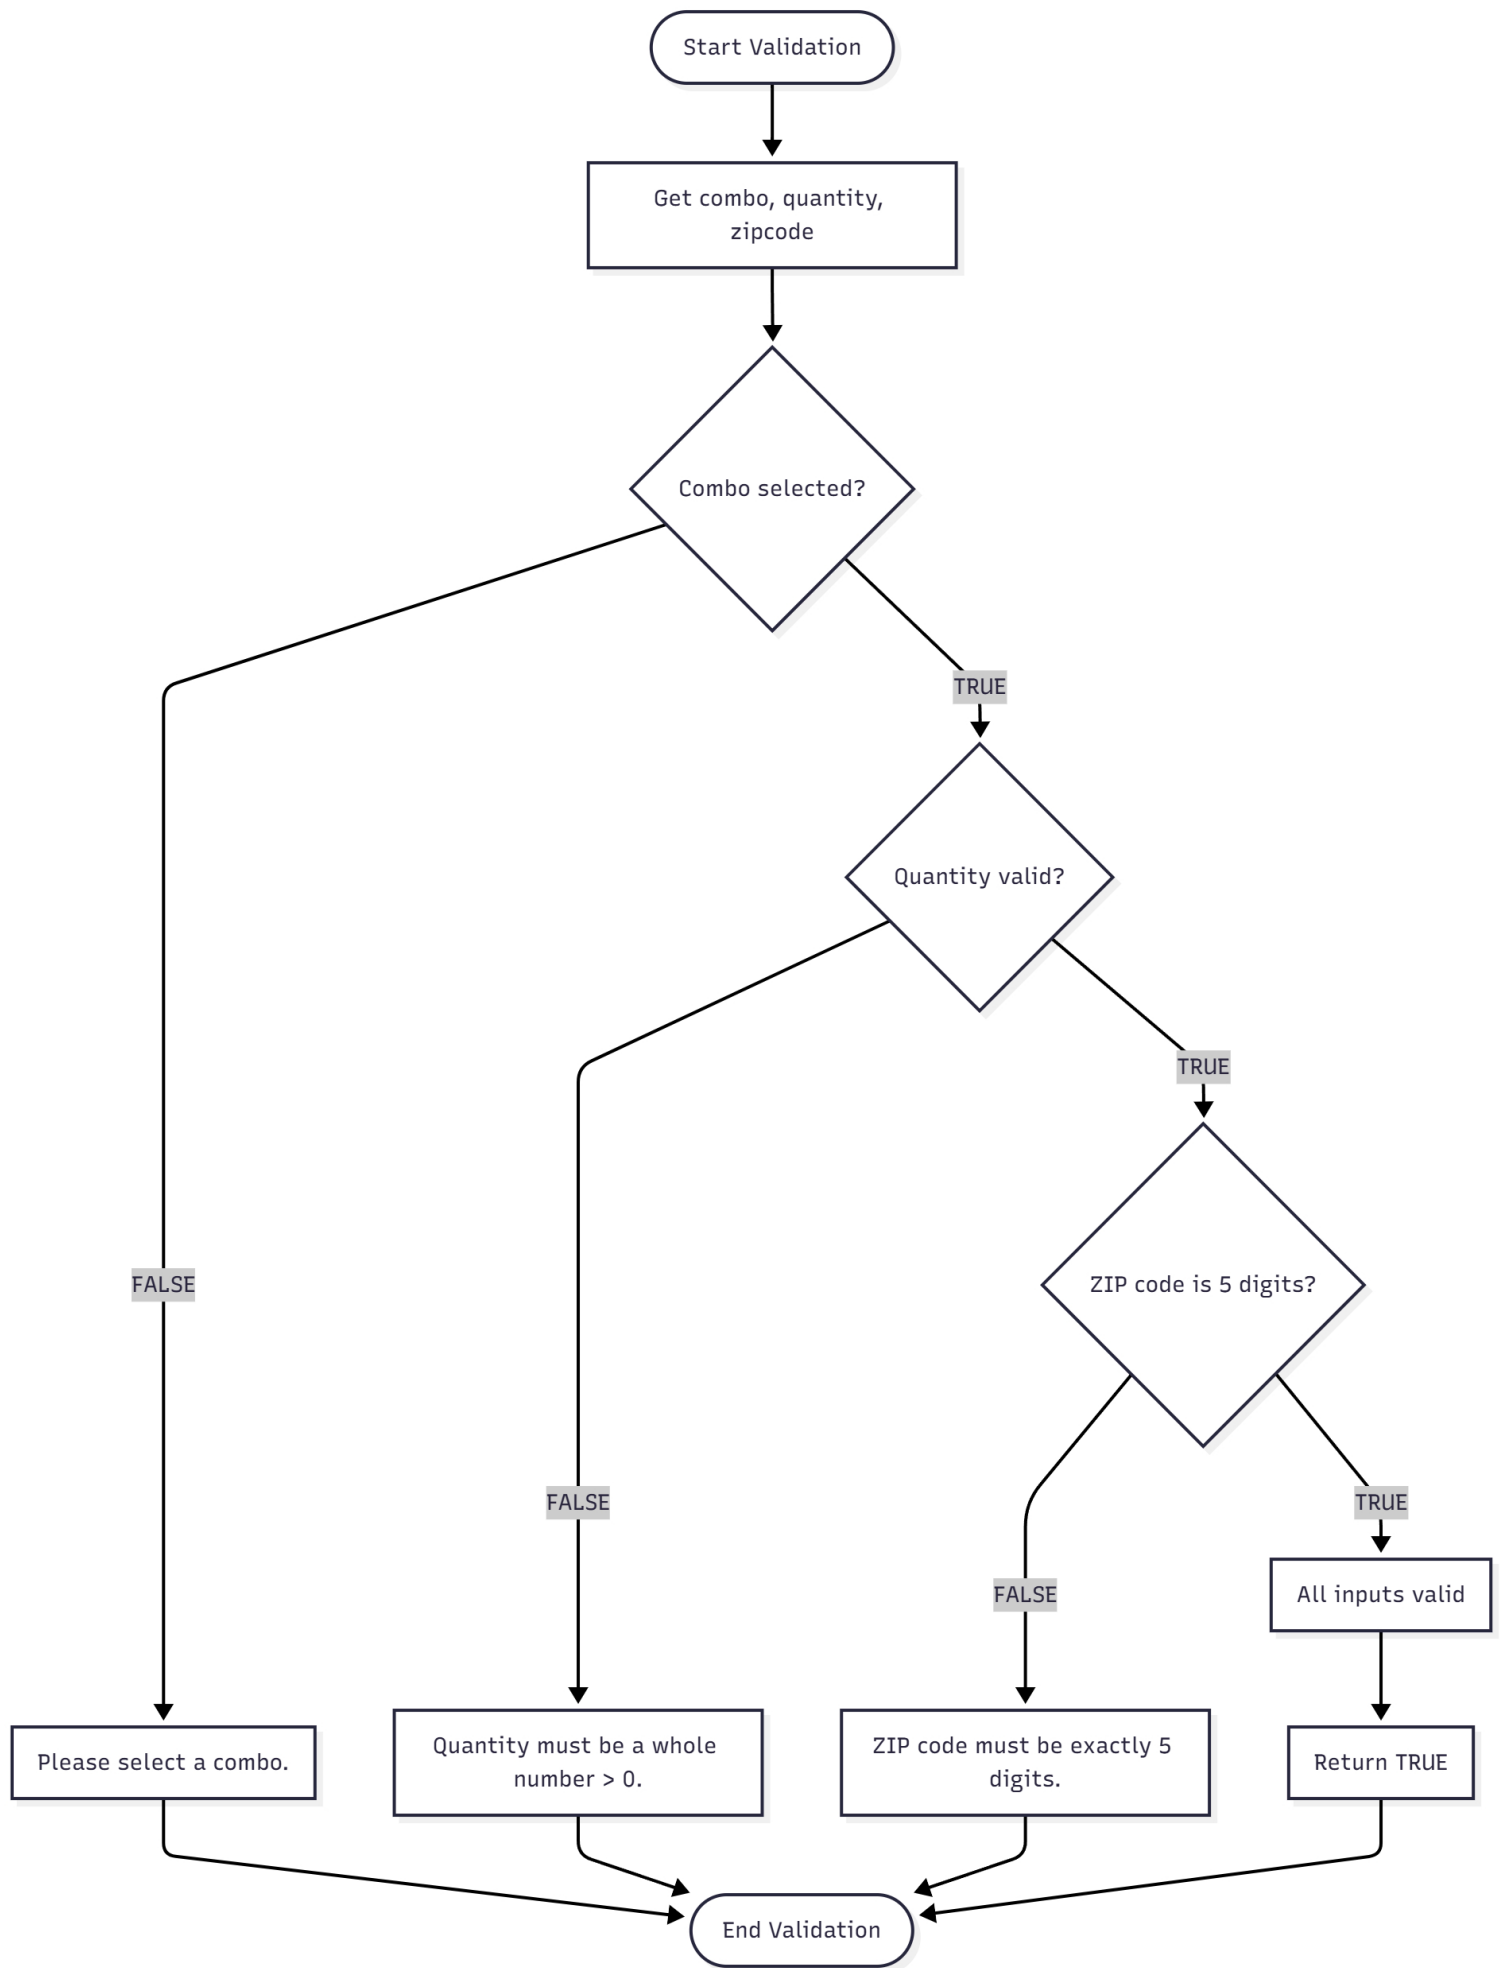 Start Validation
Get combo, quantity,
zipcode
Combo selected?
TRUE
Quantity valid?
TRUE
ZIP code is 5 digits?
FALSE
FALSE
TRUE
FALSE
All inputs valid
Please select a combo.
Quantity must be a whole
number > 0.
ZIP code must be exactly 5
digits.
Return TRUE
End Validation